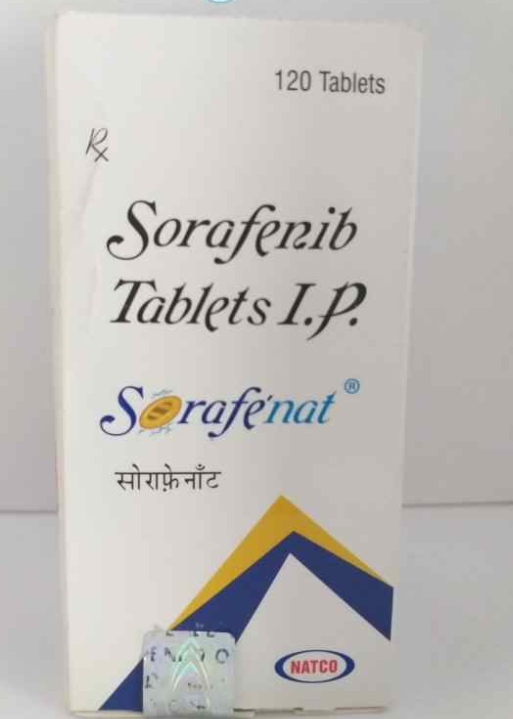 120 Tablets
Rx
Sorafenib
Tablets I.P.
Sorafenat®
सोराफ़ेनाँट
NATCO